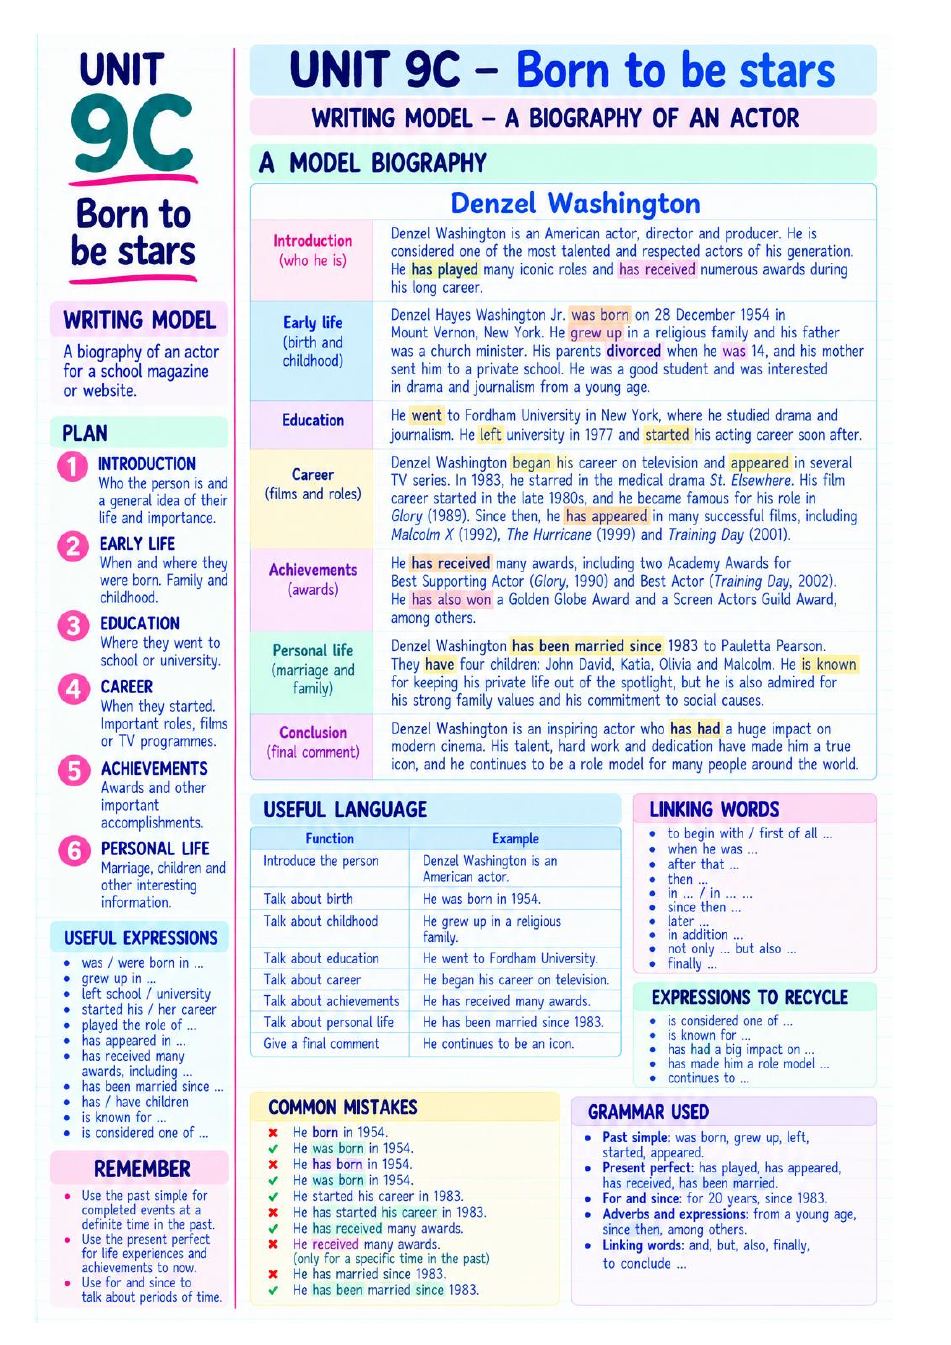 UNIT
9C
Born to
be stars
WRITING MODEL
A biography of an actor
for a school magazine
or website.
PLAN
1 INTRODUCTION
Who the person is and
a general idea of their
life and importance.
2 EARLY LIFE
When and where they
were born. Family and
childhood.
3 EDUCATION
Where they went to
school or university.
4 CAREER
When they started.
Important roles, films
or TV programmes.
5 ACHIEVEMENTS
Awards and other
important
accomplishments.
6 PERSONAL LIFE
Marriage, children and
other interesting
information.
USEFUL EXPRESSIONS
• was / were born in ...
• grew up in ...
• left school / university
• started his / her career
• played the role of ...
• has appeared in ...
• has received many
awards, including ...
• has been married since ...
• has / have children
• is known for ...
• is considered one of ...
REMEMBER
• Use the past simple for
completed events at a
definite time in the past.
• Use the present perfect
for life experiences and
achievements to now.
• Use for and since to
talk about periods of time.
UNIT 9C – Born to be stars
WRITING MODEL – A BIOGRAPHY OF AN ACTOR
A MODEL BIOGRAPHY
Denzel Washington
Introduction
(who he is)
Denzel Washington is an American actor, director and producer. He is
considered one of the most talented and respected actors of his generation.
He has played many iconic roles and has received numerous awards during
his long career.
Early life
(birth and
childhood)
Denzel Hayes Washington Jr. was born on 28 December 1954 in
Mount Vernon, New York. He grew up in a religious family and his father
was a church minister. His parents divorced when he was 14, and his mother
sent him to a private school. He was a good student and was interested
in drama and journalism from a young age.
Education
He went to Fordham University in New York, where he studied drama and
journalism. He left university in 1977 and started his acting career soon after.
Career
(films and roles)
Denzel Washington began his career on television and appeared in several
TV series. In 1983, he starred in the medical drama St. Elsewhere. His film
career started in the late 1980s, and he became famous for his role in
Glory (1989). Since then, he has appeared in many successful films, including
Malcolm X (1992), The Hurricane (1999) and Training Day (2001).
Achievements
(awards)
He has received many awards, including two Academy Awards for
Best Supporting Actor (Glory, 1990) and Best Actor (Training Day, 2002).
He has also won a Golden Globe Award and a Screen Actors Guild Award,
among others.
Personal life
(marriage and
family)
Denzel Washington has been married since 1983 to Pauletta Pearson.
They have four children: John David, Katia, Olivia and Malcolm. He is known
for keeping his private life out of the spotlight, but he is also admired for
his strong family values and his commitment to social causes.
Conclusion
(final comment)
Denzel Washington is an inspiring actor who has had a huge impact on
modern cinema. His talent, hard work and dedication have made him a true
icon, and he continues to be a role model for many people around the world.
USEFUL LANGUAGE
Function Example
Introduce the person Denzel Washington is an
American actor.
Talk about birth He was born in 1954.
Talk about childhood He grew up in a religious
family.
Talk about education He went to Fordham University.
Talk about career He began his career on television.
Talk about achievements He has received many awards.
Talk about personal life He has been married since 1983.
Give a final comment He continues to be an icon.
LINKING WORDS
• to begin with / first of all ...
• when he was ...
• after that ...
• then ...
• in ... / in ... ...
• since then ...
• later ...
• in addition ...
• not only ... but also ...
• finally ...
EXPRESSIONS TO RECYCLE
• is considered one of ...
• is known for ...
• has had a big impact on ...
• has made him a role model ...
• continues to ...
COMMON MISTAKES
✘ He born in 1954.
✔ He was born in 1954.
✘ He has born in 1954.
✔ He was born in 1954.
✔ He started his career in 1983.
✘ He has started his career in 1983.
✔ He has received many awards.
✘ He received many awards.
(only for a specific time in the past)
✘ He has married since 1983.
✔ He has been married since 1983.
GRAMMAR USED
• Past simple: was born, grew up, left,
started, appeared.
• Present perfect: has played, has appeared,
has received, has been married.
• For and since: for 20 years, since 1983.
• Adverbs and expressions: from a young age,
since then, among others.
• Linking words: and, but, also, finally,
to conclude ...